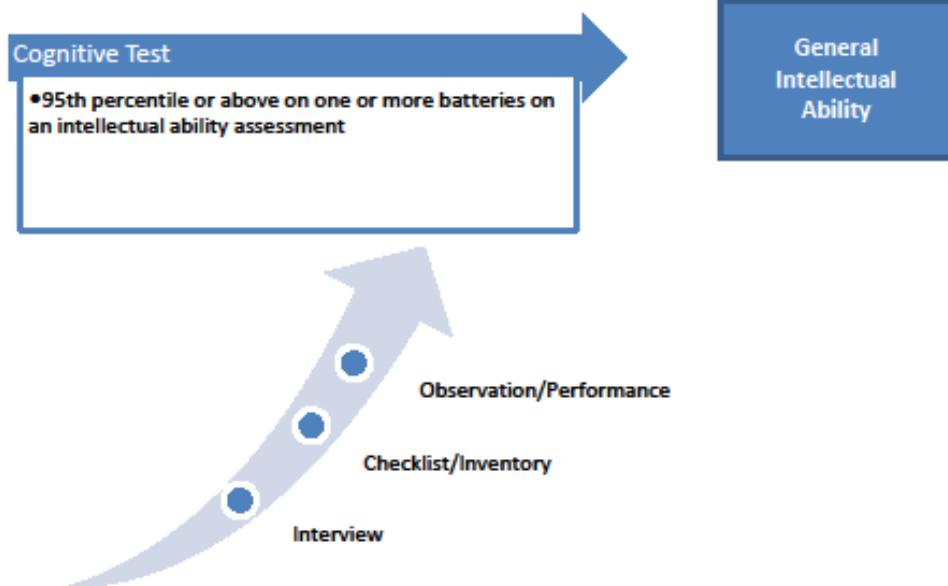 Cognitive Test
•95th percentile or above on one or more batteries on
an intellectual ability assessment
General
Intellectual
Ability
Observation/Performance
Checklist/Inventory
Interview